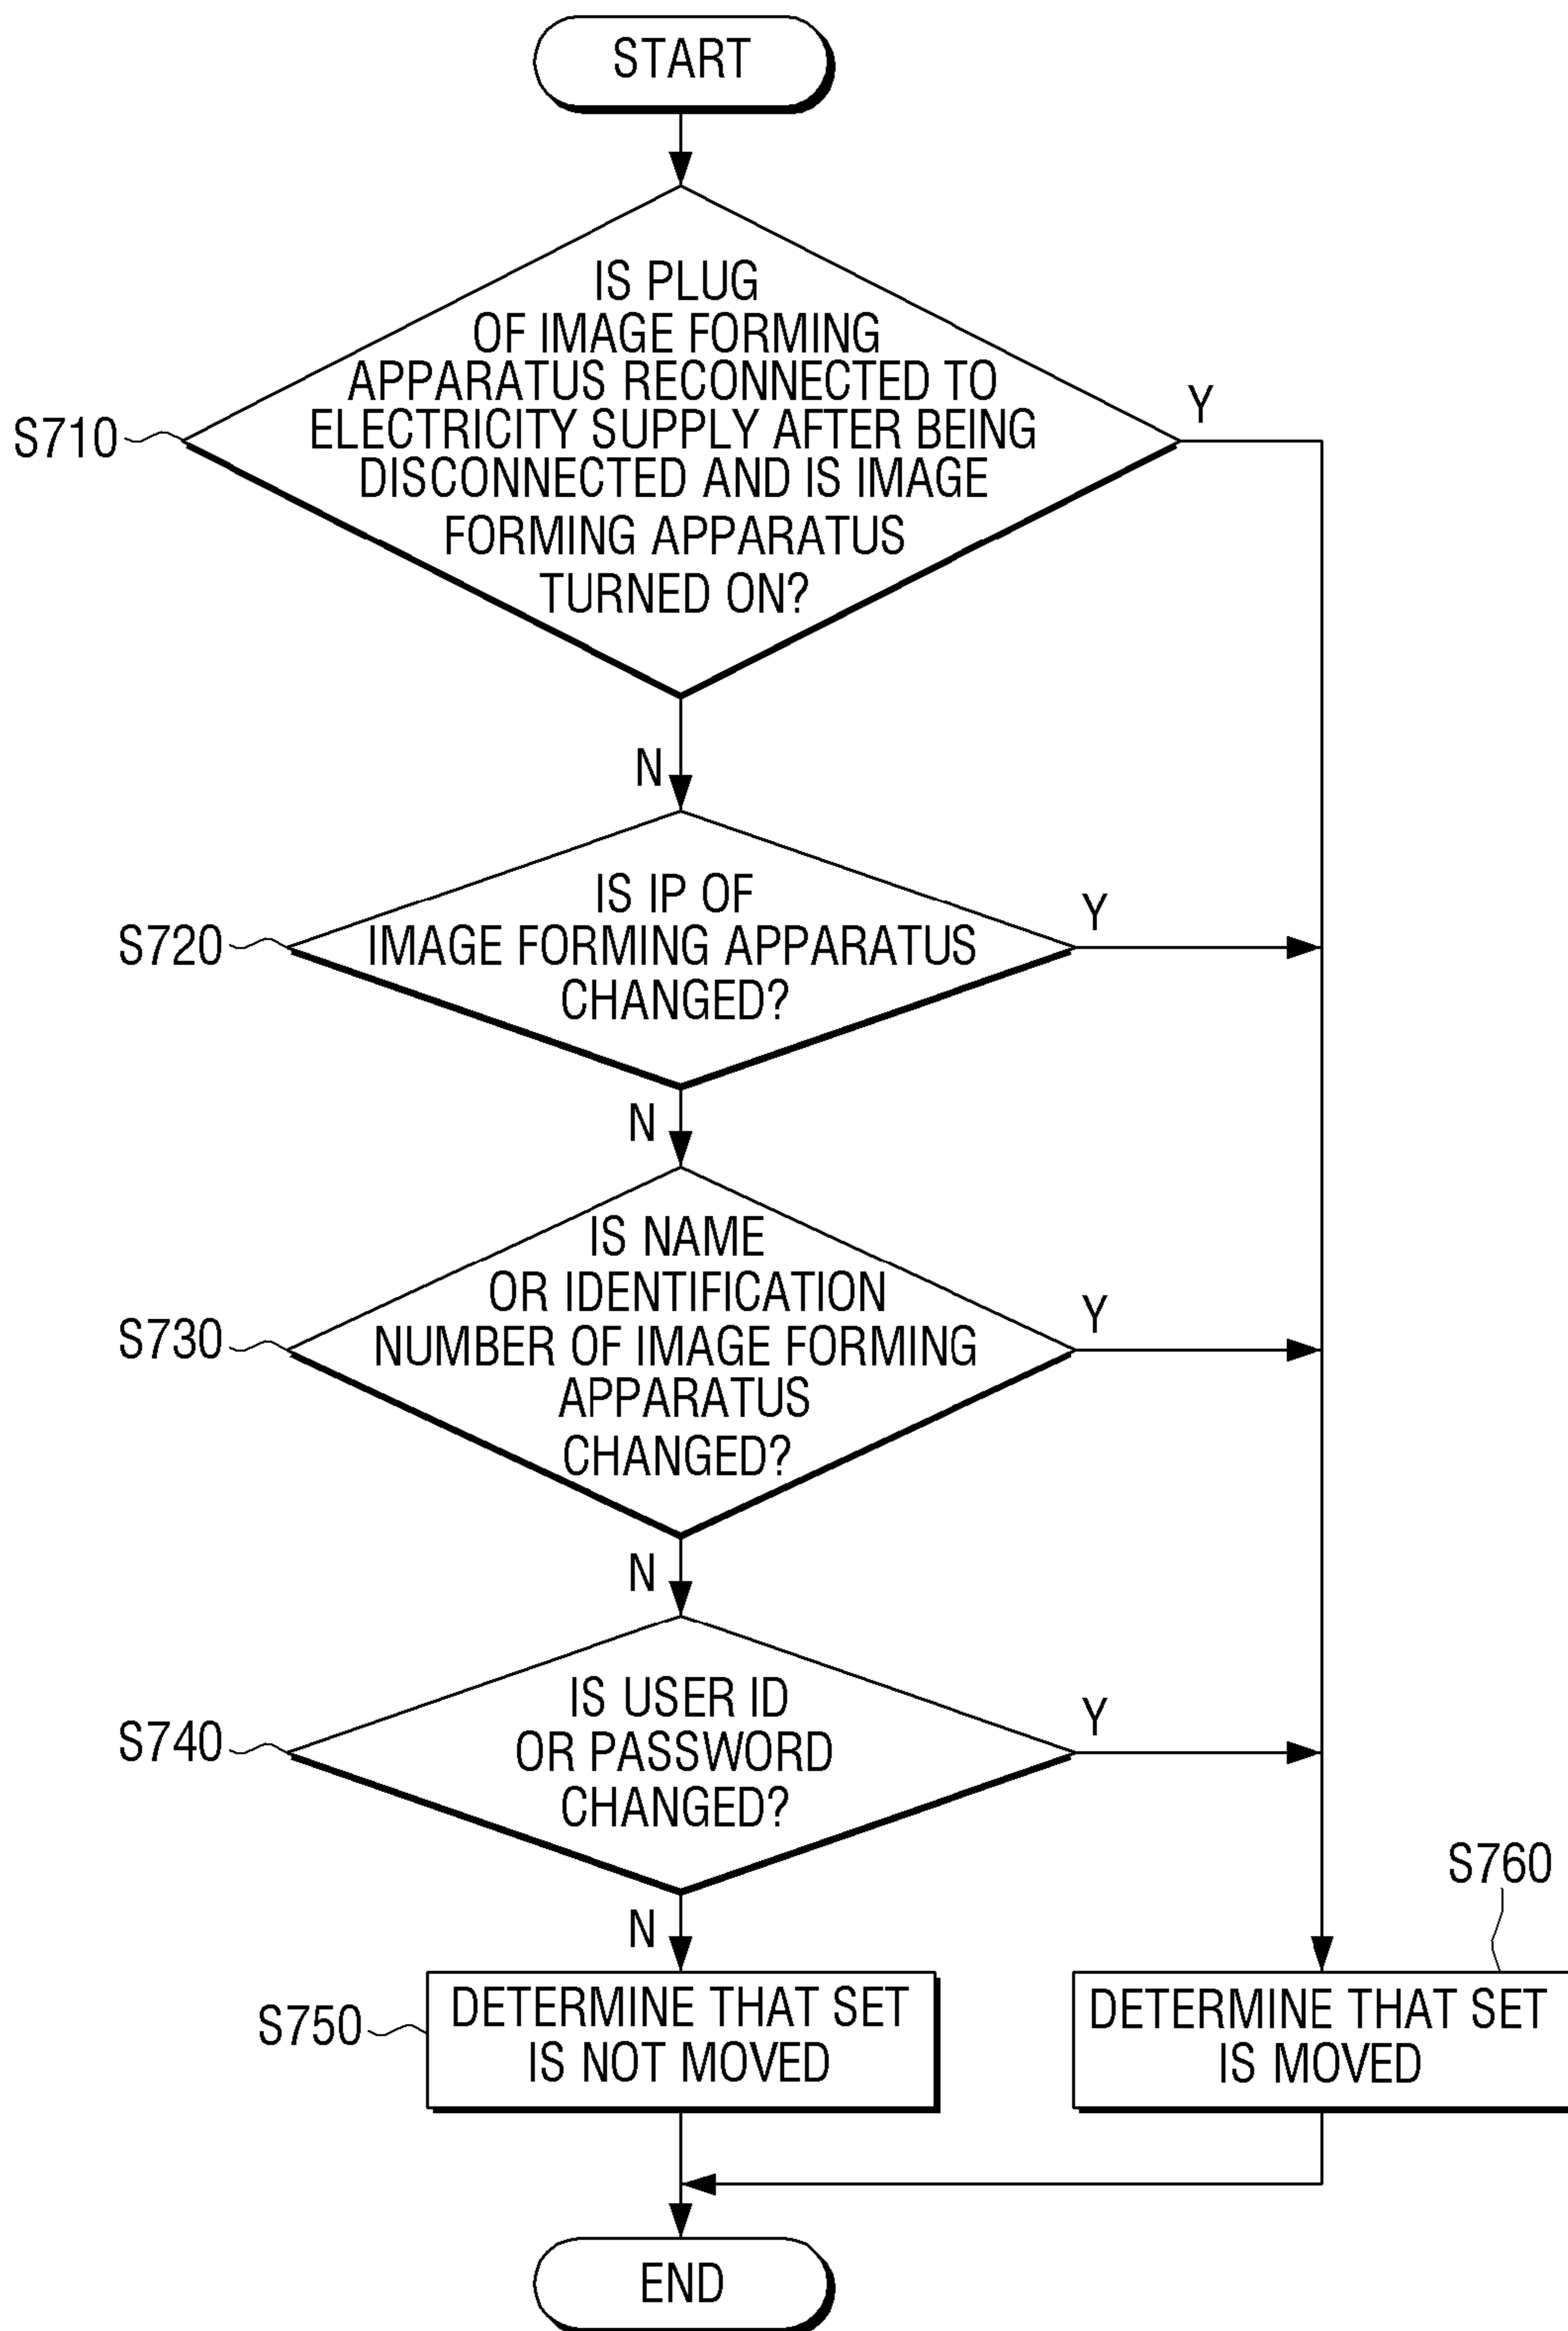 START
IS PLUG
OF IMAGE FORMING
APPARATUS RECONNECTED TO
ELECTRICITY SUPPLY AFTER BEING
DISCONNECTED AND IS IMAGE
FORMING APPARATUS
TURNED ON?
S710
Y
N
IS IP OF
IMAGE FORMING APPARATUS
CHANGED?
S720
Y
N
IS NAME
OR IDENTIFICATION
NUMBER OF IMAGE FORMING
APPARATUS
CHANGED?
S730
Y
N
IS USER ID
OR PASSWORD
CHANGED?
S740
Y
N
S750
DETERMINE THAT SET
IS NOT MOVED
S760
DETERMINE THAT SET
IS MOVED
END